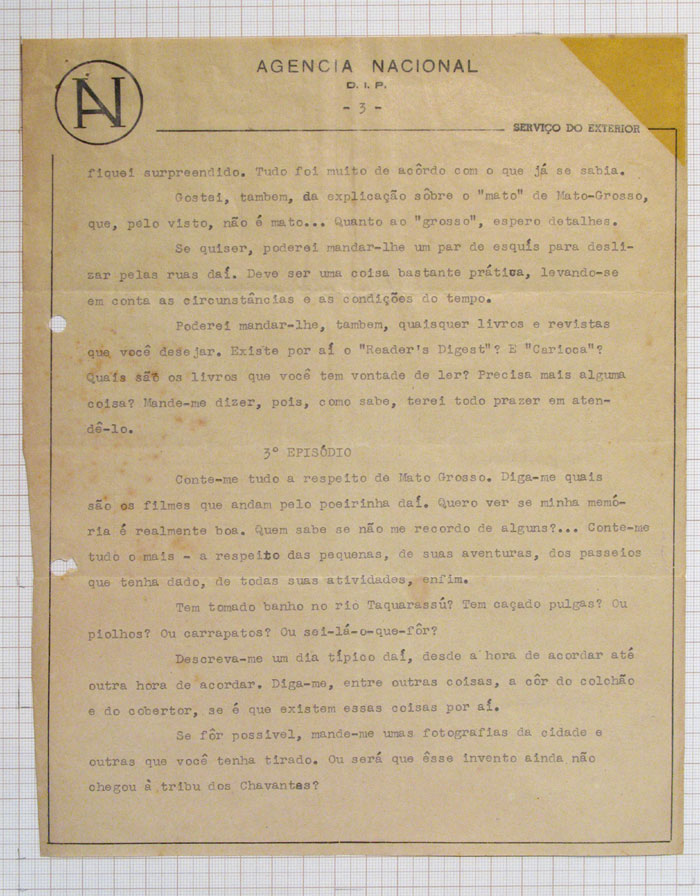 AN
AGENCIA NACIONAL
D. I. P.
- 3 -
SERVIÇO DO EXTERIOR
fiquei surpreendido. Tudo foi muito de acôrdo com o que já se sabia.
Gostei, tambem, da explicação sôbre o "mato" de Mato-Grosso,
que, pelo visto, não é mato... Quanto ao "grosso", espero detalhes.
Se quiser, poderei mandar-lhe um par de esquís para desli-
zar pelas ruas daí. Deve ser uma coisa bastante prática, levando-se
em conta as circunstâncias e as condições do tempo.
Poderei mandar-lhe, tambem, quaisquer livros e revistas
que você desejar. Existe por aí o "Reader's Digest"? E "Carioca"?
Quais são os livros que você tem vontade de ler? Precisa mais alguma
coisa? Mande-me dizer, pois, como sabe, terei todo prazer em aten-
dê-lo.
3º EPISÓDIO
Conte-me tudo a respeito de Mato Grosso. Diga-me quais
são os filmes que andam pelo poeirinha daí. Quero ver se minha memó-
ria é realmente boa. Quem sabe se não me recordo de alguns?... Conte-me
tudo o mais - a respeito das pequenas, de suas aventuras, dos passeios
que tenha dado, de todas suas atividades, enfim.
Tem tomado banho no rio Taquarassú? Tem caçado pulgas? Ou
piolhos? Ou carrapatos? Ou sei-lá-o-que-fôr?
Descreva-me um dia típico daí, desde a hora de acordar até
outra hora de acordar. Diga-me, entre outras coisas, a côr do colchão
e do cobertor, se é que existem essas coisas por aí.
Se fôr possivel, mande-me umas fotografias da cidade e
outras que você tenha tirado. Ou será que êsse invento ainda não
chegou à tribu dos Chavantes?